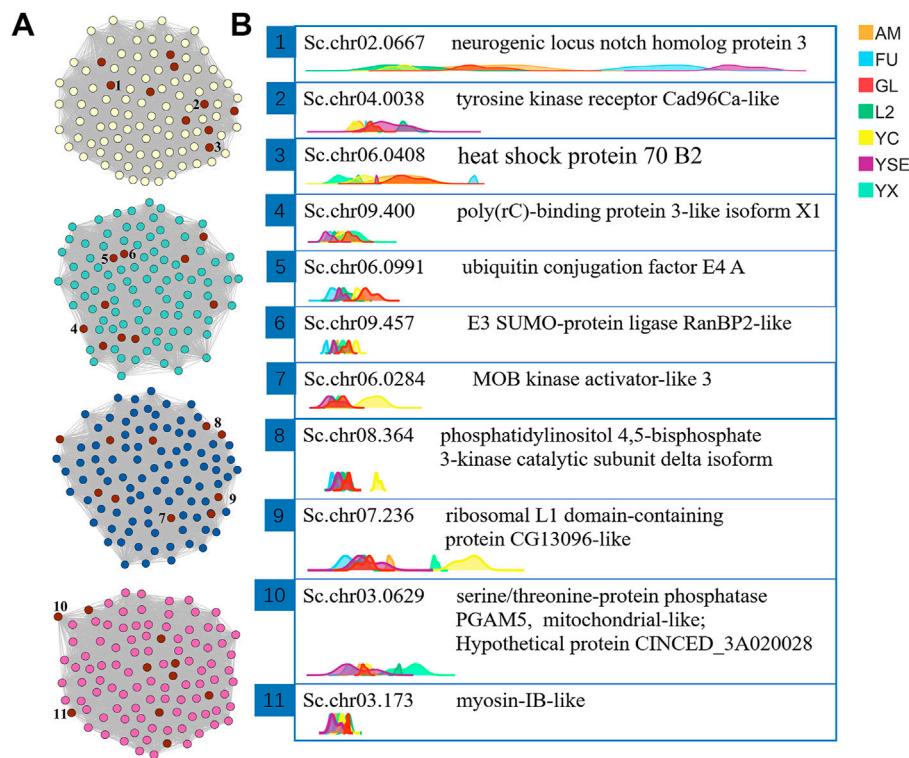 A
B
1
2
3
4
5
6
7
8
9
10
11
1 Sc.chr02.0667 neurogenic locus notch homolog protein 3
2 Sc.chr04.0038 tyrosine kinase receptor Cad96Ca-like
3 Sc.chr06.0408 heat shock protein 70 B2
4 Sc.chr09.400 poly(rC)-binding protein 3-like isoform X1
5 Sc.chr06.0991 ubiquitin conjugation factor E4 A
6 Sc.chr09.457 E3 SUMO-protein ligase RanBP2-like
7 Sc.chr06.0284 MOB kinase activator-like 3
8 Sc.chr08.364 phosphatidylinositol 4,5-bisphosphate
3-kinase catalytic subunit delta isoform
9 Sc.chr07.236 ribosomal L1 domain-containing
protein CG13096-like
10 Sc.chr03.0629 serine/threonine-protein phosphatase
PGAM5, mitochondrial-like;
Hypothetical protein CINCED_3A020028
11 Sc.chr03.173 myosin-IB-like
AM
FU
GL
L2
YC
YSE
YX